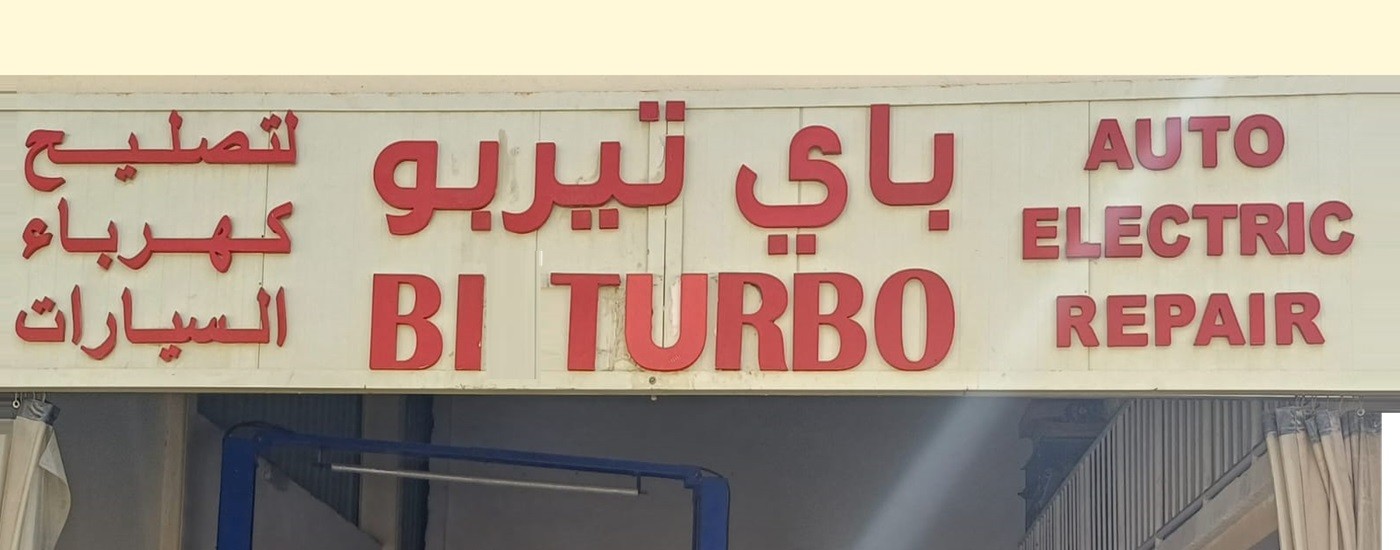 باي تيربو
BI TURBO
لتصليح
كهرباء
السيارات
AUTO
ELECTRIC
REPAIR